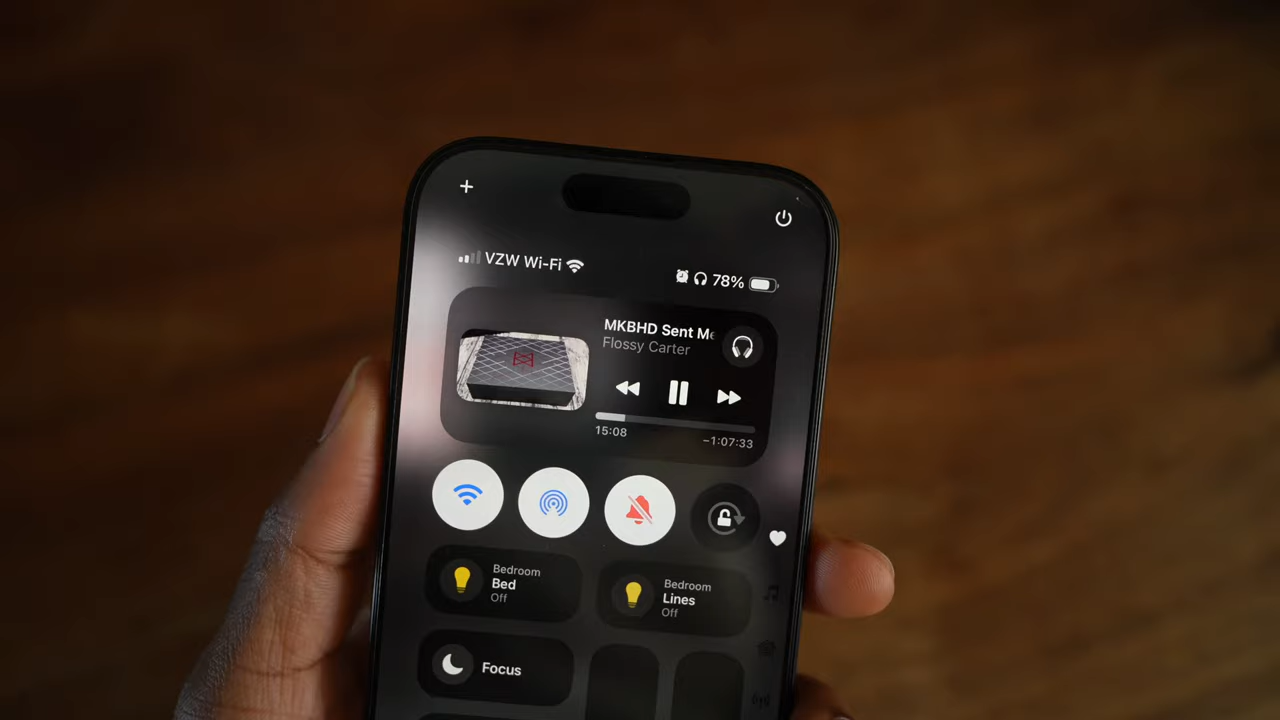 VZW Wi-Fi
78%
MKBHD Sent Me
Flossy Carter
15:08
-1:07:33
Bedroom
Bed
Off
Bedroom
Lines
Off
Focus